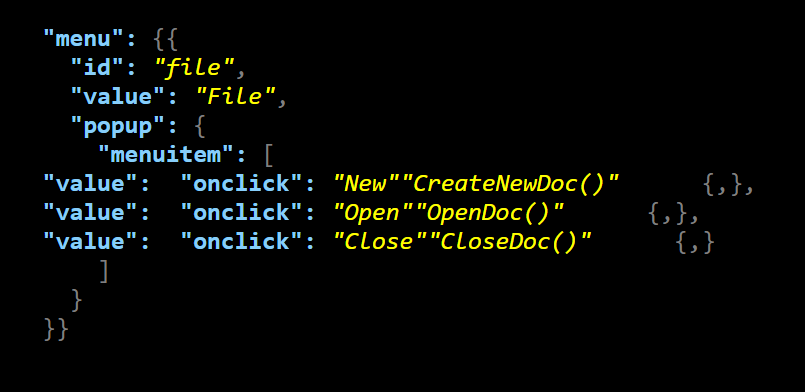 "menu": {{
"id": "file",
"value": "File",
"popup": {
"menuitem": [
"value": "onclick": "New""CreateNewDoc()" {,},
"value": "onclick": "Open""OpenDoc()" {,},
"value": "onclick": "Close""CloseDoc()" {,}
]
}
}}